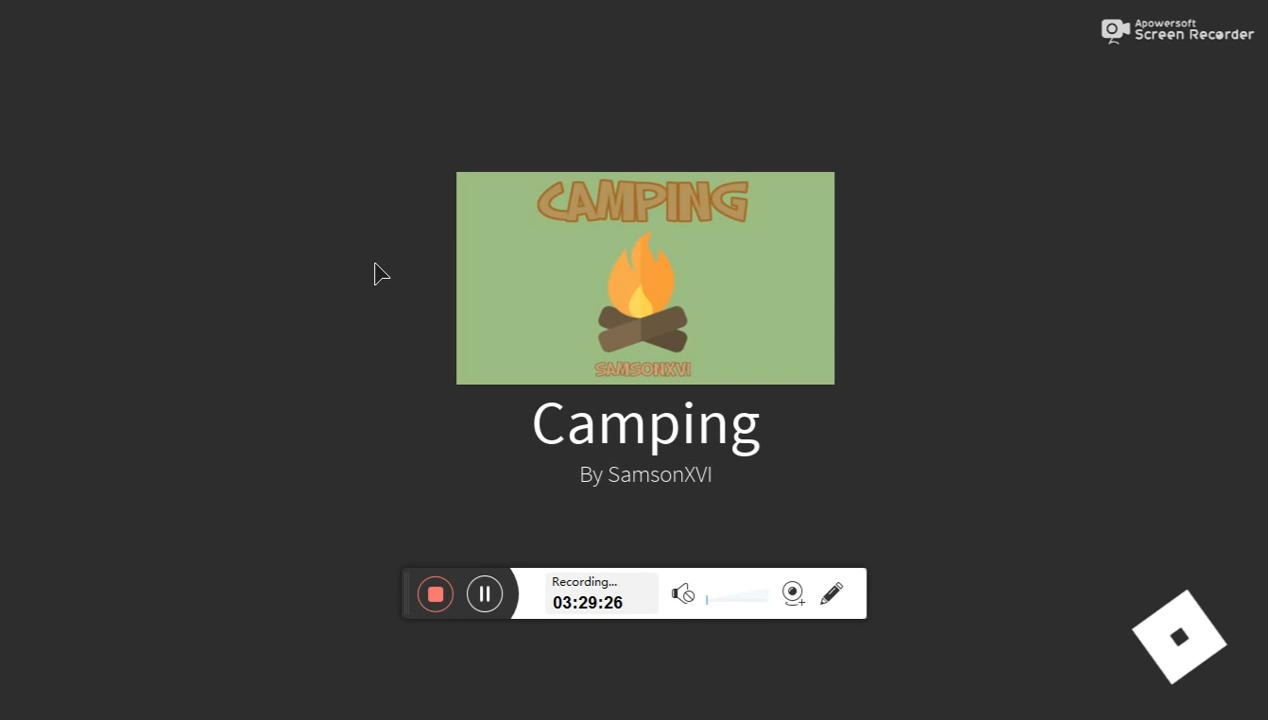 Apowersoft
Screen Recorder
CAMPING
SAMSONXVI
Camping
By SamsonXVI
Recording...
03:29:26